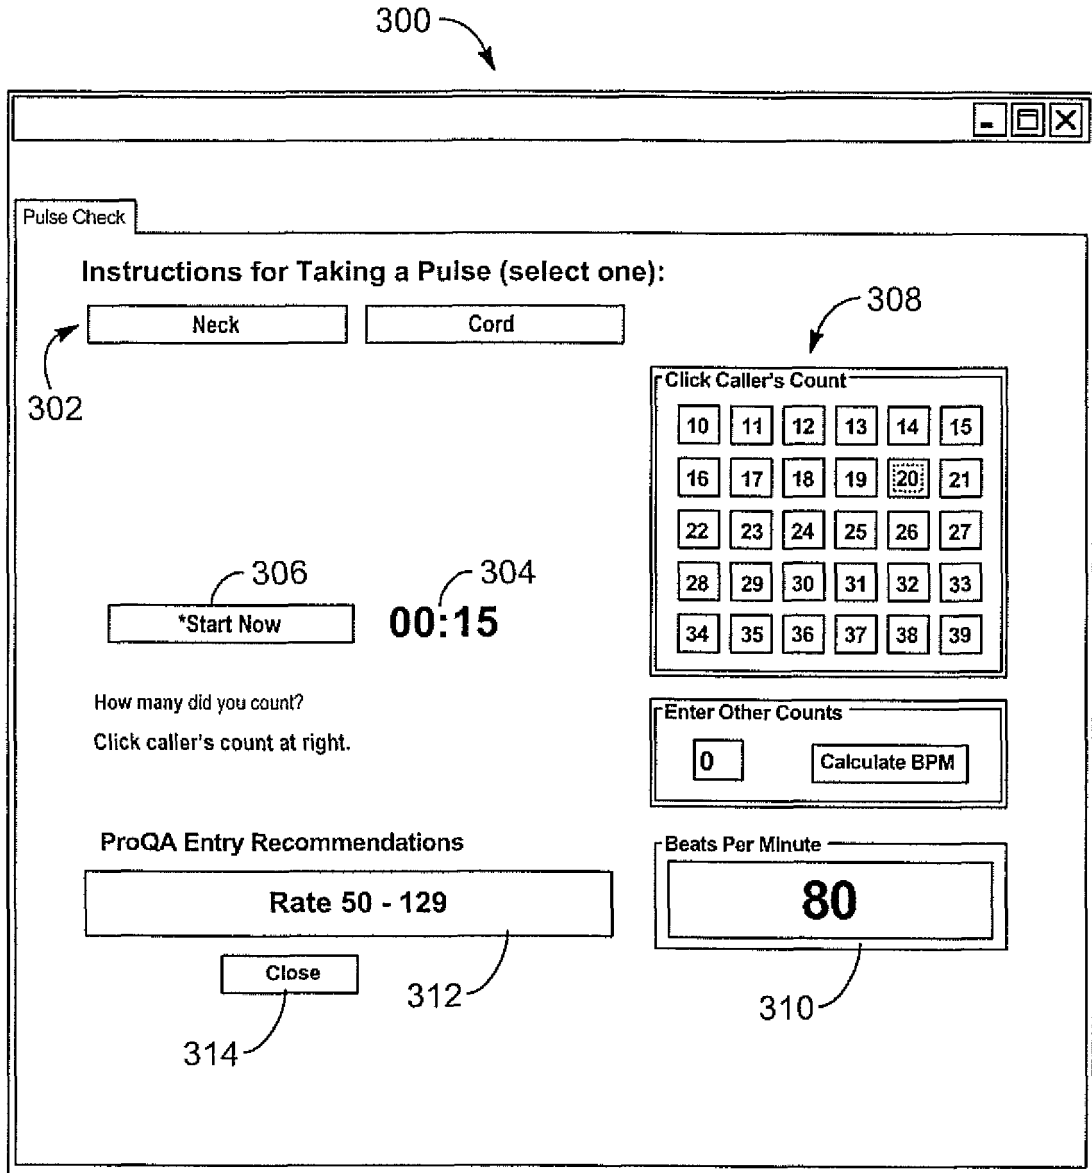 300
Pulse Check
Instructions for Taking a Pulse (select one):
Neck Cord
302
308
Click Caller's Count
10 11 12 13 14 15
16 17 18 19 20 21
22 23 24 25 26 27
28 29 30 31 32 33
34 35 36 37 38 39
306 304
*Start Now 00:15
How many did you count?
Click caller's count at right.
Enter Other Counts
0 Calculate BPM
ProQA Entry Recommendations
Rate 50 - 129
Beats Per Minute
80
Close
312
310
314